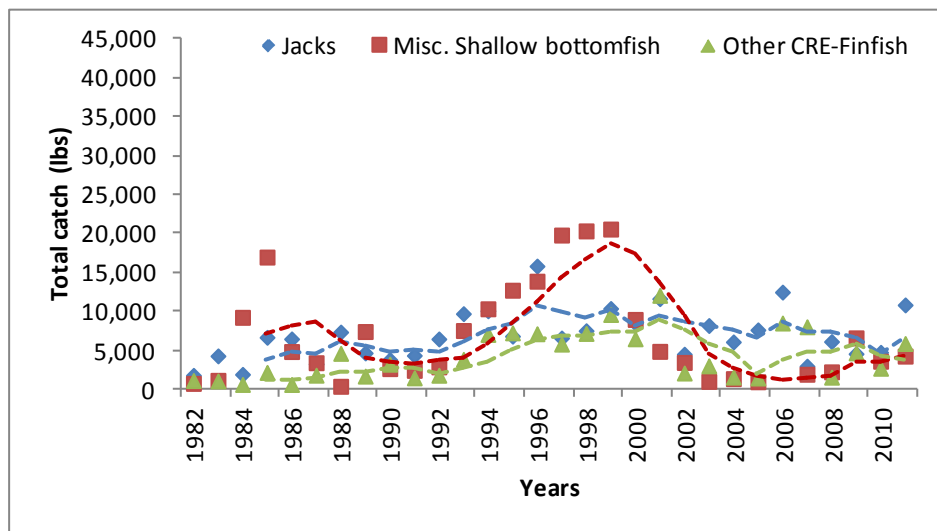 45,000
Jacks Misc. Shallow bottomfish Other CRE-Finfish
40,000
35,000
30,000
25,000
20,000
15,000
10,000
5,000
0
Total catch (lbs)
1982 1984 1986 1988 1990 1992 1994 1996 1998 2000 2002 2004 2006 2008 2010
Years